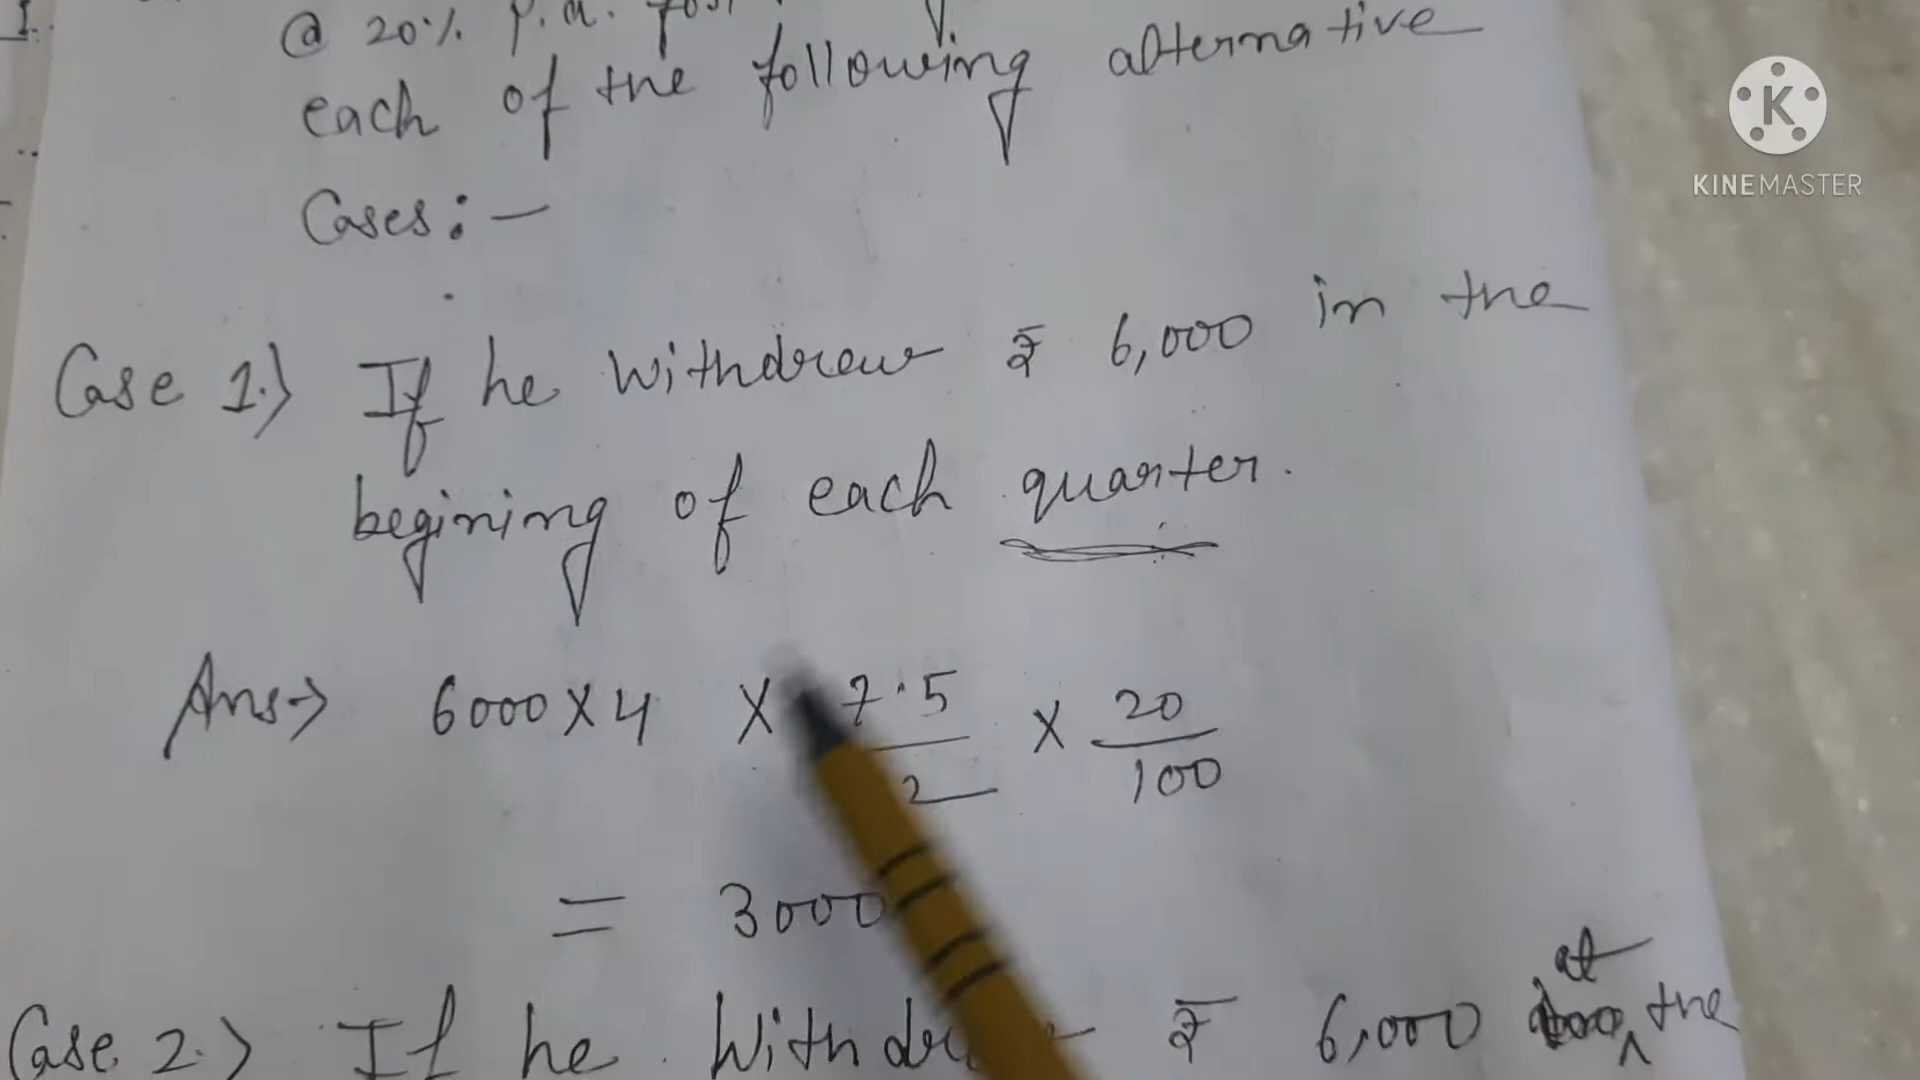 @ 20% p.a. for
each of the following alternative
Cases:-
Case 1.) If he withdrew ₹ 6,000 in the
begining of each quarter.
Ans→ 6000 × 4 × 7.5/2 × 20/100
= 3000
Case 2.) If he withdrew ₹ 6,000 at the
K
KINEMASTER